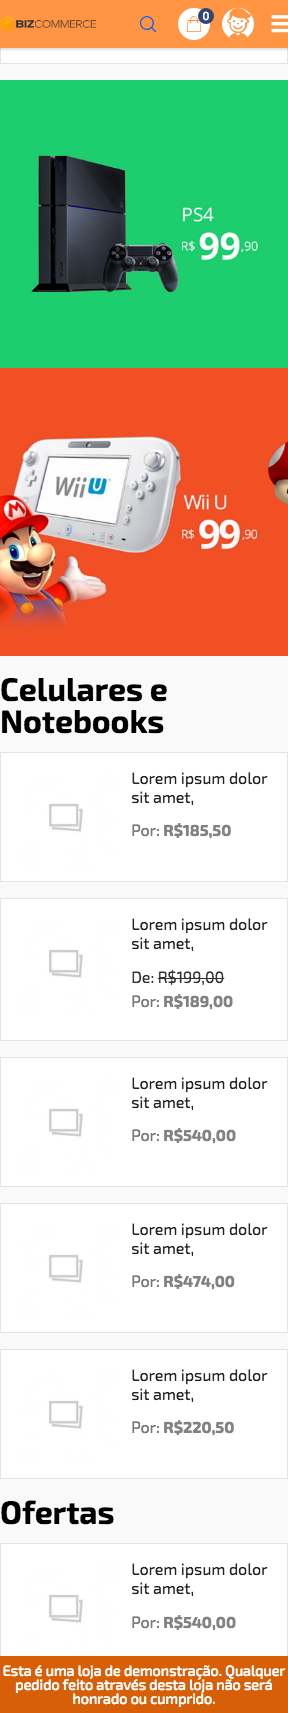 BIZCOMMERCE
0
PS4
R$ 99,90
Wii U
Wii U
R$ 99,90
Celulares e
Notebooks
Lorem ipsum dolor
sit amet,
Por: R$185,50
Lorem ipsum dolor
sit amet,
De: R$199,00
Por: R$189,00
Lorem ipsum dolor
sit amet,
Por: R$540,00
Lorem ipsum dolor
sit amet,
Por: R$474,00
Lorem ipsum dolor
sit amet,
Por: R$220,50
Ofertas
Lorem ipsum dolor
sit amet,
Por: R$540,00
Esta é uma loja de demonstração. Qualquer
pedido feito através desta loja não será
honrado ou cumprido.